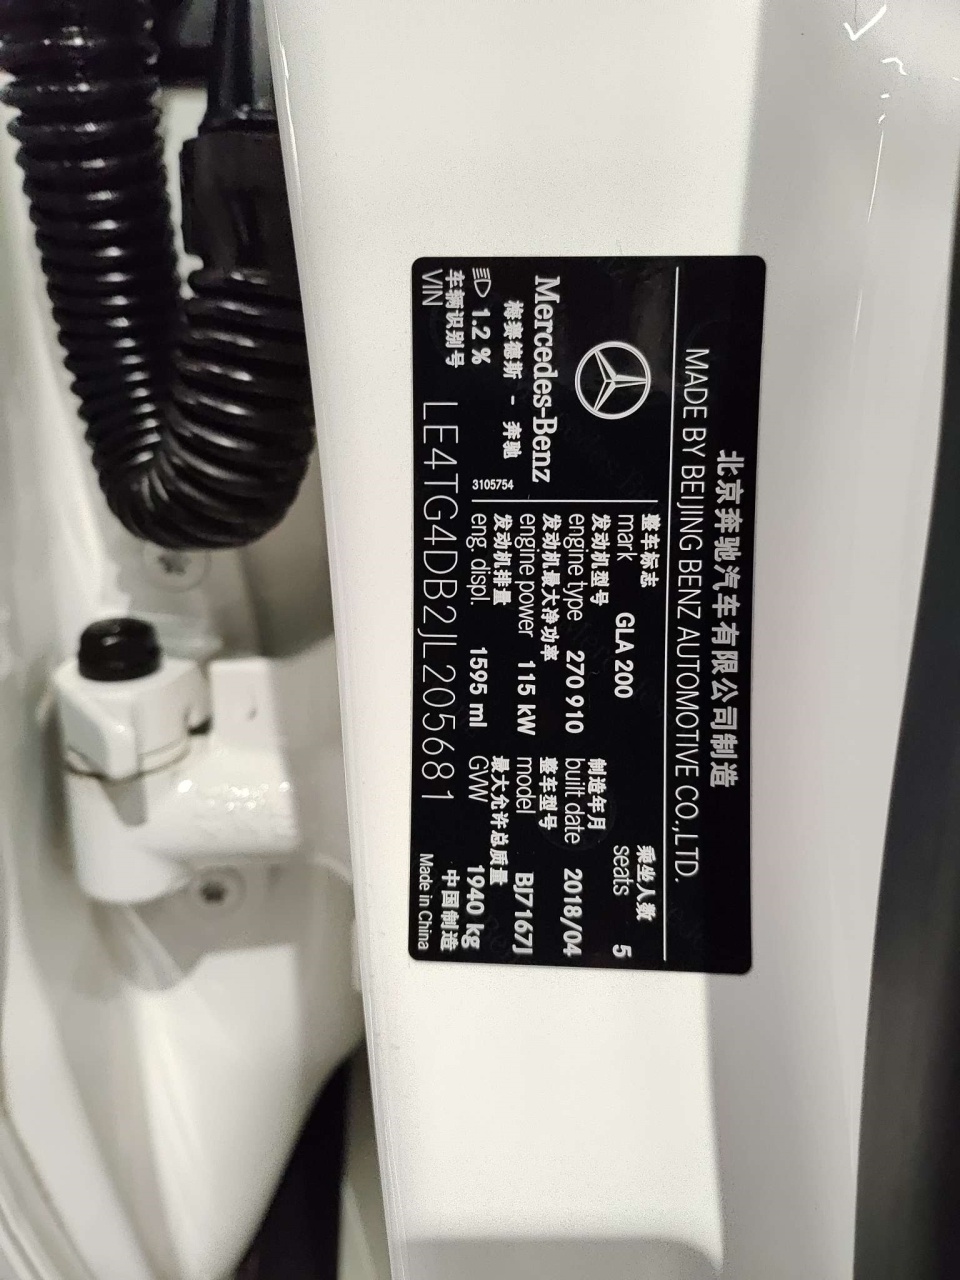 北京奔驰汽车有限公司制造
MADE BY BEIJING BENZ AUTOMOTIVE CO.,LTD.
Mercedes-Benz
梅赛德斯 - 奔驰
1.2 %
3105754
整车标志
mark GLA 200
乘坐人数
seats 5
发动机型号
engine type 270 910
制造年月
built date 2018/04
发动机最大净功率
engine power 115 kW
整车型号
model BJ7167J
发动机排量
eng. displ. 1595 ml
最大允许总质量
GVW 1940 kg
车辆识别号
VIN LE4TG4DB2JL205681
中国制造
Made in China